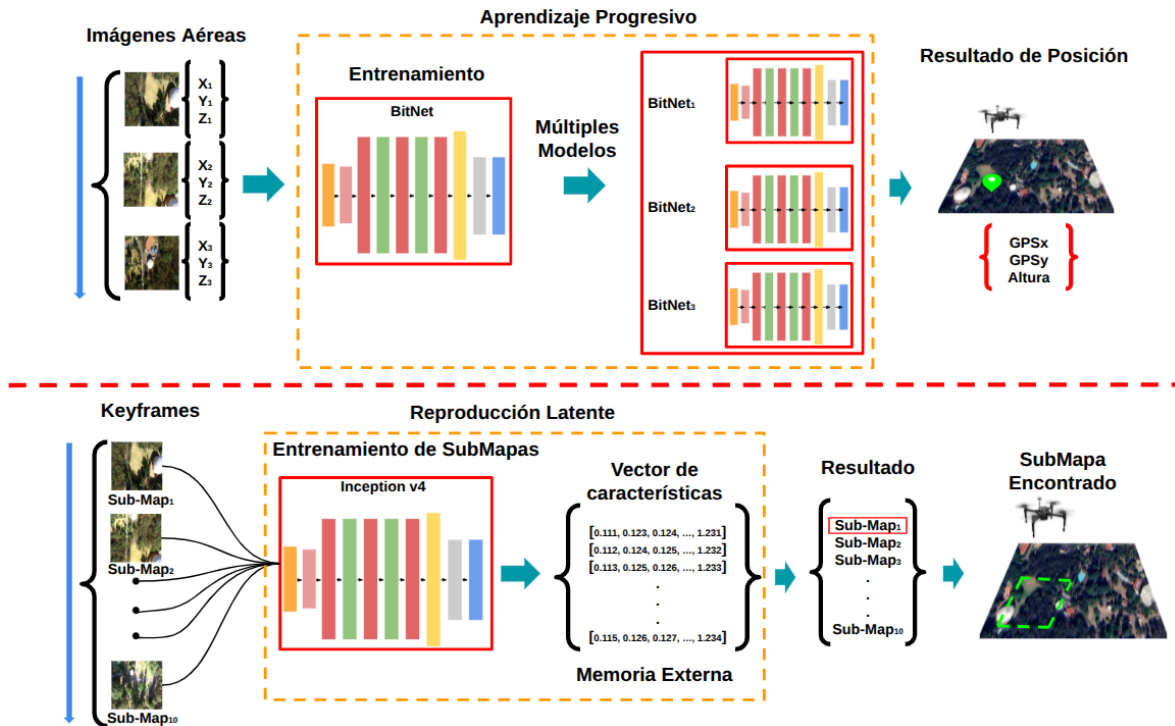 Aprendizaje Progresivo
Imágenes Aéreas
X1
Y1
Z1
X2
Y2
Z2
X3
Y3
Z3
Entrenamiento
BitNet
Múltiples
Modelos
BitNet1
BitNet2
BitNet3
Resultado de Posición
GPSx
GPSy
Altura
Keyframes
Sub-Map1
Sub-Map2
Sub-Map10
Reproducción Latente
Entrenamiento de SubMapas
Inception v4
Vector de
característicás
[0.111, 0.123, 0.124, ..., 1.231]
[0.112, 0.124, 0.125, ..., 1.232]
[0.113, 0.125, 0.126, ..., 1.233]
.
.
.
[0.115, 0.126, 0.127, ..., 1.234]
Memoria Externa
Resultado
Sub-Map1
Sub-Map2
Sub-Map3
.
.
.
Sub-Map10
SubMapa
Encontrado